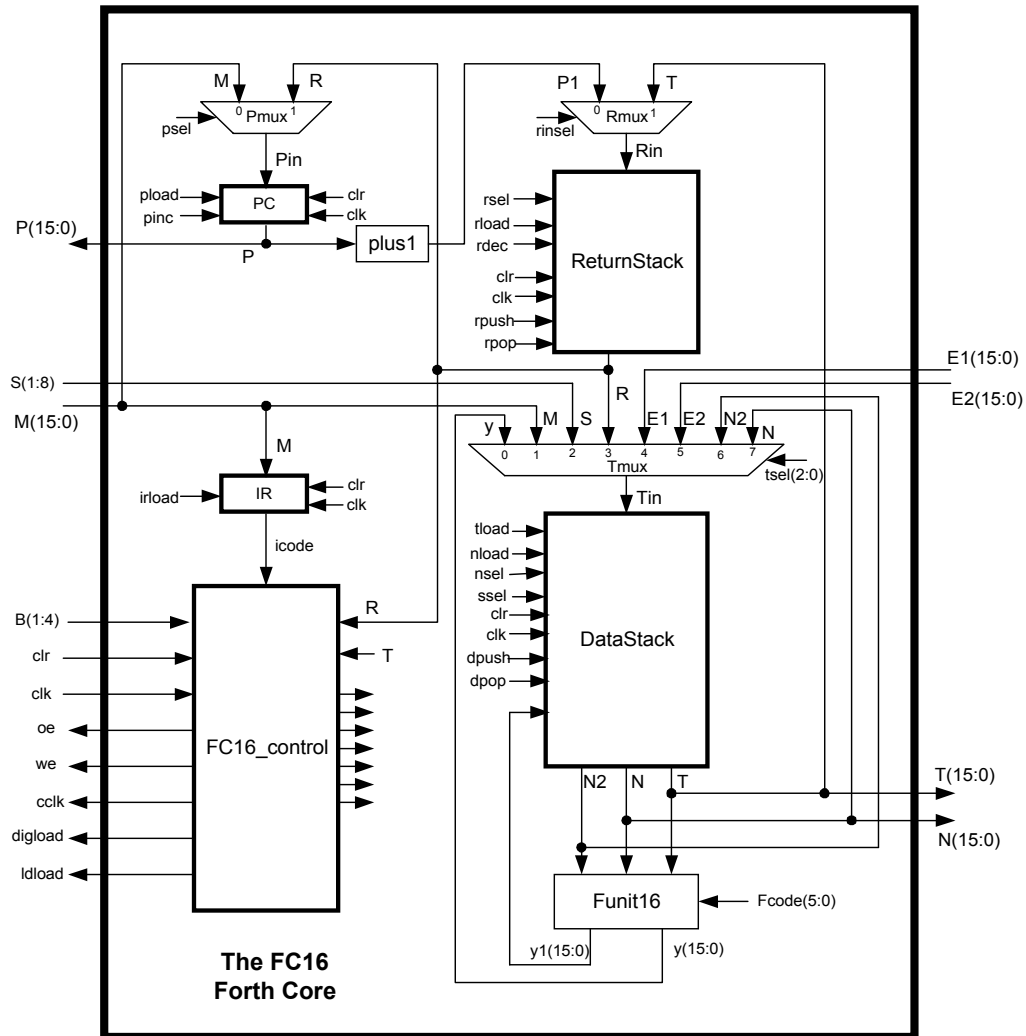 M
R
P1
T
0
Pmux
1
psel
0
Rmux
1
rinsel
Pin
Rin
pload
pinc
PC
clr
clk
P(15:0)
P
plus1
rsel
rload
rdec
clr
clk
rpush
rpop
ReturnStack
S(1:8)
M(15:0)
R
E1(15:0)
E2(15:0)
y
M
S
E1
E2
N2
N
0
1
2
3
4
5
6
7
Tmux
tsel(2:0)
M
irload
IR
clr
clk
icode
Tin
tload
nload
nsel
ssel
clr
clk
dpush
dpop
DataStack
B(1:4)
clr
clk
oe
we
cclk
digload
ldload
R
T
FC16_control
N2
N
T
T(15:0)
N(15:0)
Funit16
Fcode(5:0)
y1(15:0)
y(15:0)
The FC16
Forth Core